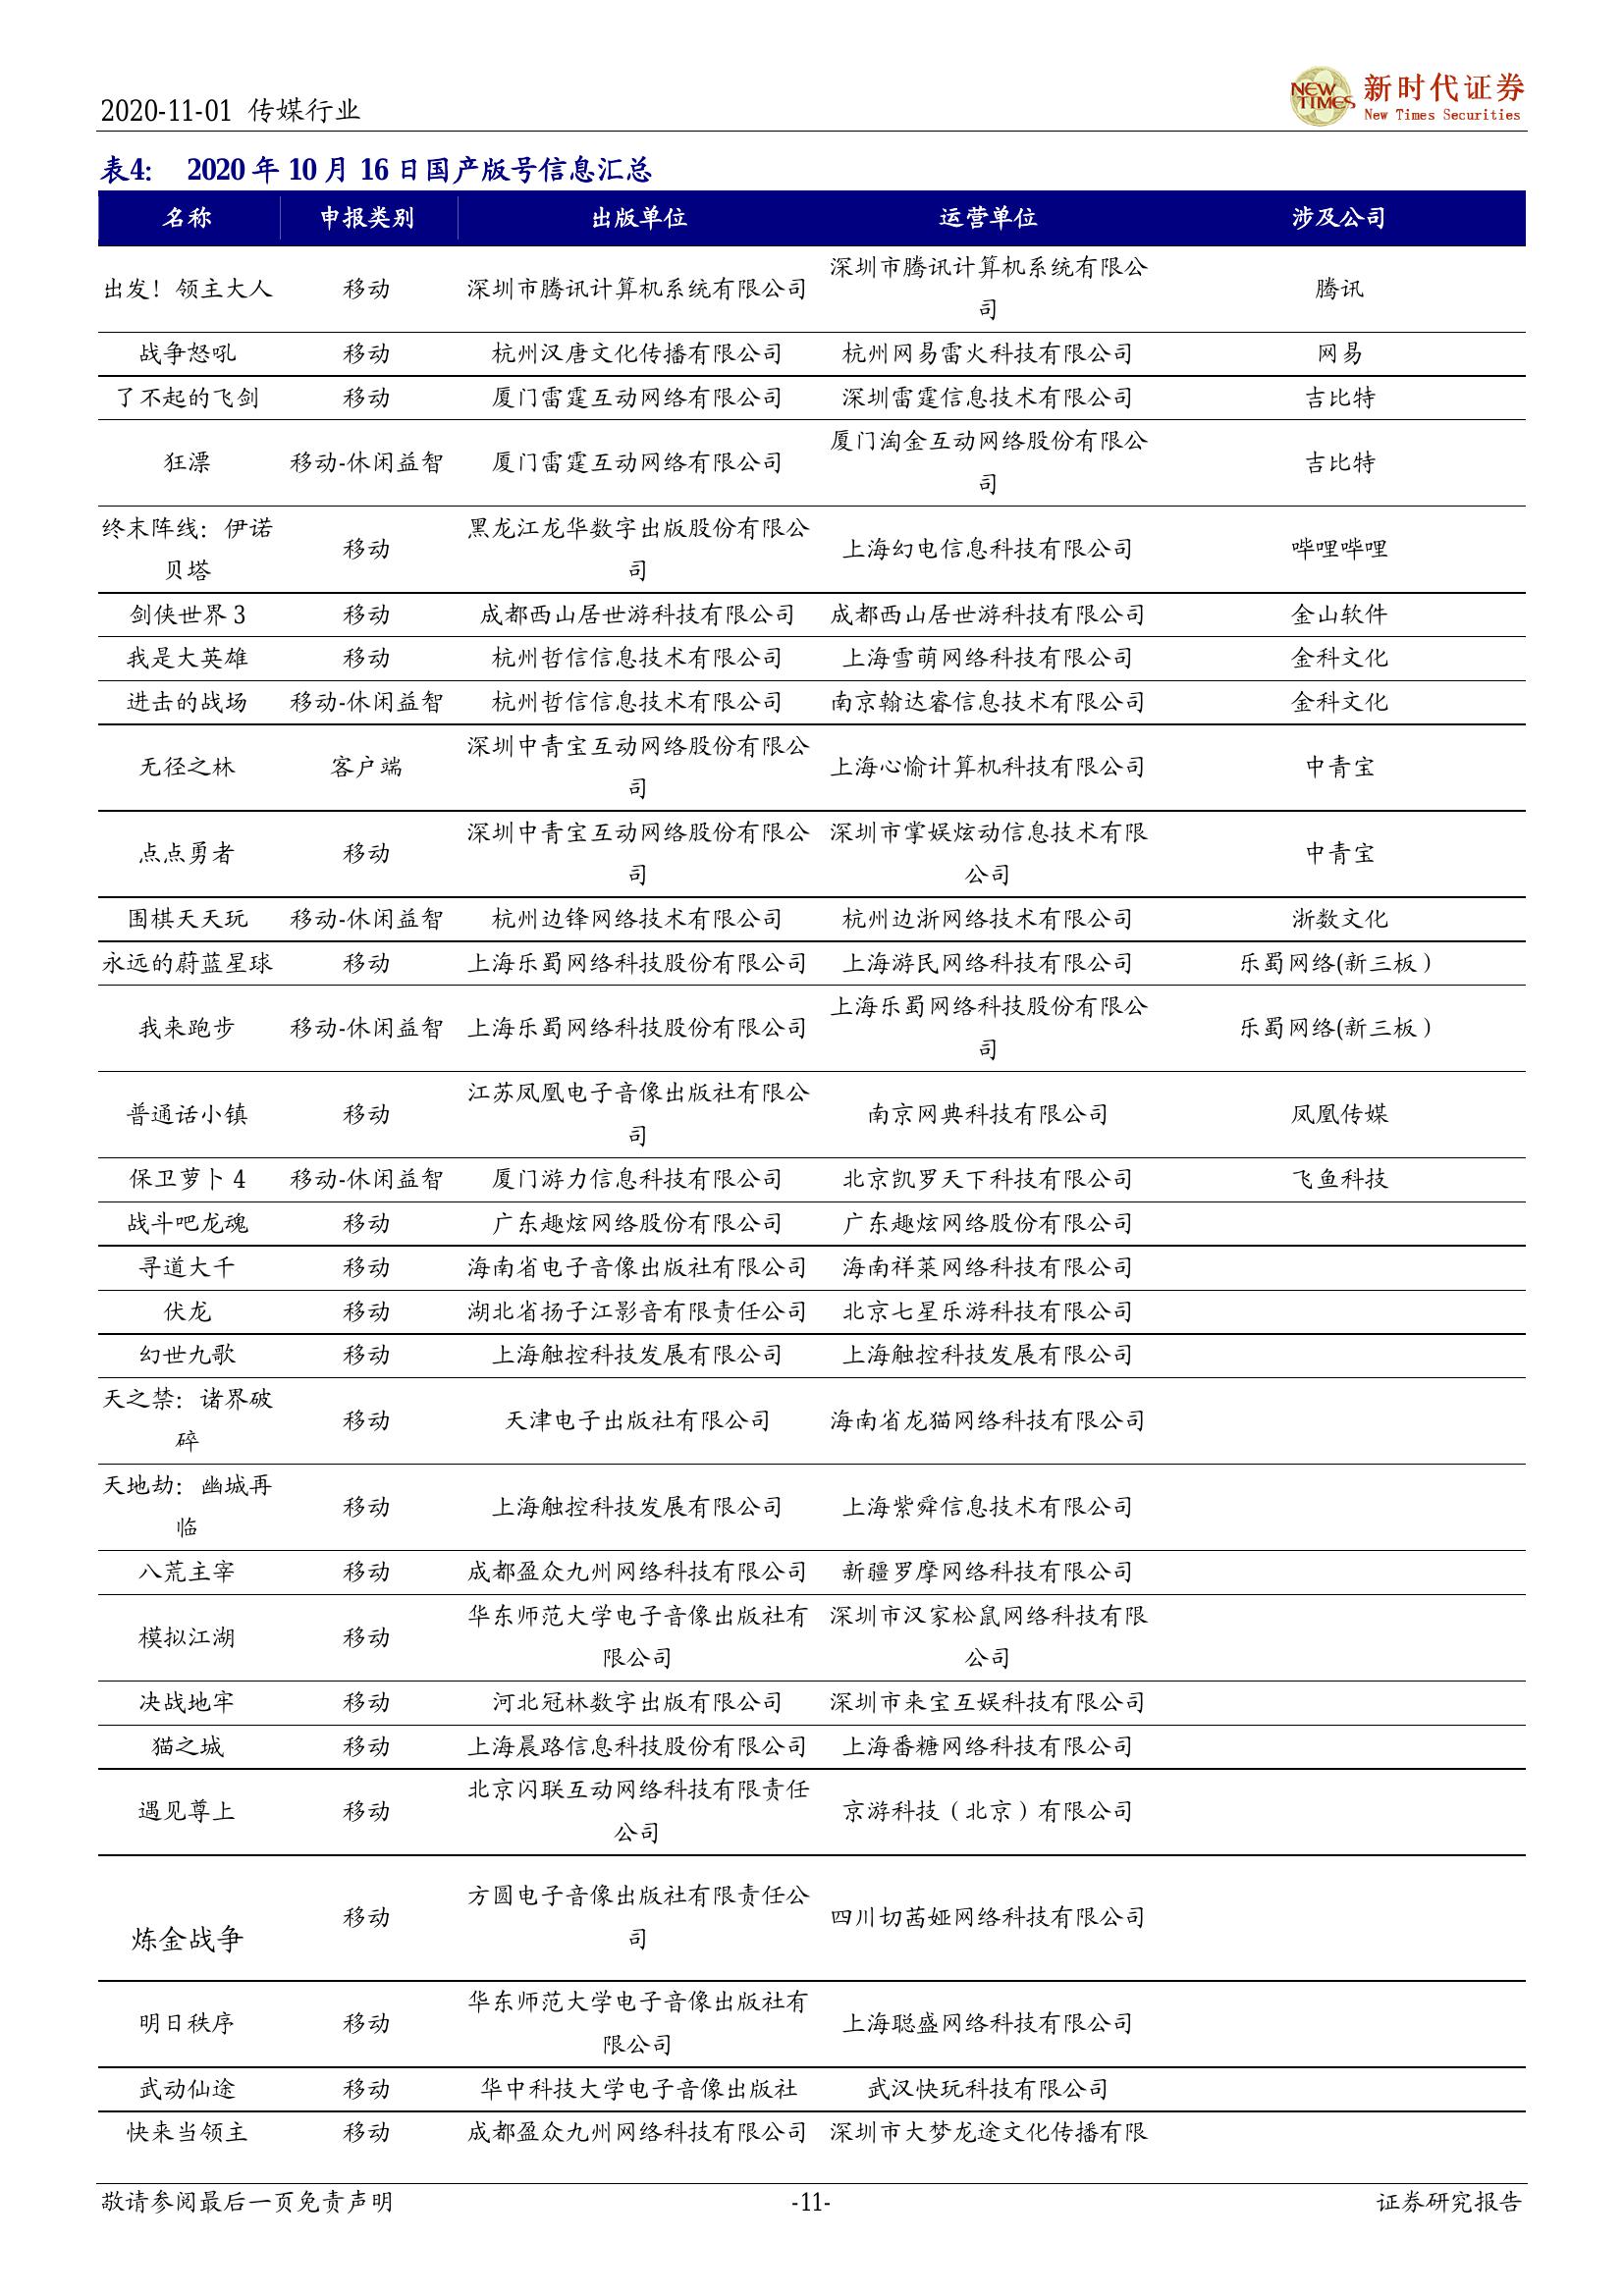 2020-11-01 传媒行业
NEW TIMES 新时代证券
New Times Securities
表4: 2020 年 10 月 16 日国产版号信息汇总
名称 申报类别 出版单位 运营单位 涉及公司
出发！领主大人 移动 深圳市腾讯计算机系统有限公司 深圳市腾讯计算机系统有限公司 腾讯
战争怒吼 移动 杭州汉唐文化传播有限公司 杭州网易雷火科技有限公司 网易
了不起的飞剑 移动 厦门雷霆互动网络有限公司 深圳雷霆信息技术有限公司 吉比特
狂漂 移动-休闲益智 厦门雷霆互动网络有限公司 厦门淘金互动网络股份有限公司 吉比特
终末阵线：伊诺贝塔 移动 黑龙江龙华数字出版股份有限公司 上海幻电信息科技有限公司 哔哩哔哩
剑侠世界 3 移动 成都西山居世游科技有限公司 成都西山居世游科技有限公司 金山软件
我是大英雄 移动 杭州哲信信息技术有限公司 上海雪萌网络科技有限公司 金科文化
进击的战场 移动-休闲益智 杭州哲信信息技术有限公司 南京翰达睿信息技术有限公司 金科文化
无径之林 客户端 深圳中青宝互动网络股份有限公司 上海心愉计算机科技有限公司 中青宝
点点勇者 移动 深圳中青宝互动网络股份有限公司 深圳市掌娱炫动信息技术有限公司 中青宝
围棋天天玩 移动-休闲益智 杭州边锋网络技术有限公司 杭州边浙网络技术有限公司 浙数文化
永远的蔚蓝星球 移动 上海乐蜀网络科技股份有限公司 上海游民网络科技有限公司 乐蜀网络(新三板）
我来跑步 移动-休闲益智 上海乐蜀网络科技股份有限公司 上海乐蜀网络科技股份有限公司 乐蜀网络(新三板）
普通话小镇 移动 江苏凤凰电子音像出版社有限公司 南京网典科技有限公司 凤凰传媒
保卫萝卜 4 移动-休闲益智 厦门游力信息科技有限公司 北京凯罗天下科技有限公司 飞鱼科技
战斗吧龙魂 移动 广东趣炫网络股份有限公司 广东趣炫网络股份有限公司
寻道大千 移动 海南省电子音像出版社有限公司 海南祥莱网络科技有限公司
伏龙 移动 湖北省扬子江影音有限责任公司 北京七星乐游科技有限公司
幻世九歌 移动 上海触控科技发展有限公司 上海触控科技发展有限公司
天之禁：诸界破碎 移动 天津电子出版社有限公司 海南省龙猫网络科技有限公司
天地劫：幽城再临 移动 上海触控科技发展有限公司 上海紫舜信息技术有限公司
八荒主宰 移动 成都盈众九州网络科技有限公司 新疆罗摩网络科技有限公司
模拟江湖 移动 华东师范大学电子音像出版社有限公司 深圳市汉家松鼠网络科技有限公司
决战地牢 移动 河北冠林数字出版有限公司 深圳市来宝互娱科技有限公司
猫之城 移动 上海晨路信息科技股份有限公司 上海番糖网络科技有限公司
遇见尊上 移动 北京闪联互动网络科技有限责任公司 京游科技（北京）有限公司
炼金战争 移动 方圆电子音像出版社有限责任公司 四川切茜娅网络科技有限公司
明日秩序 移动 华东师范大学电子音像出版社有限公司 上海聪盛网络科技有限公司
武动仙途 移动 华中科技大学电子音像出版社 武汉快玩科技有限公司
快来当领主 移动 成都盈众九州网络科技有限公司 深圳市大梦龙途文化传播有限
敬请参阅最后一页免责声明 -11- 证券研究报告